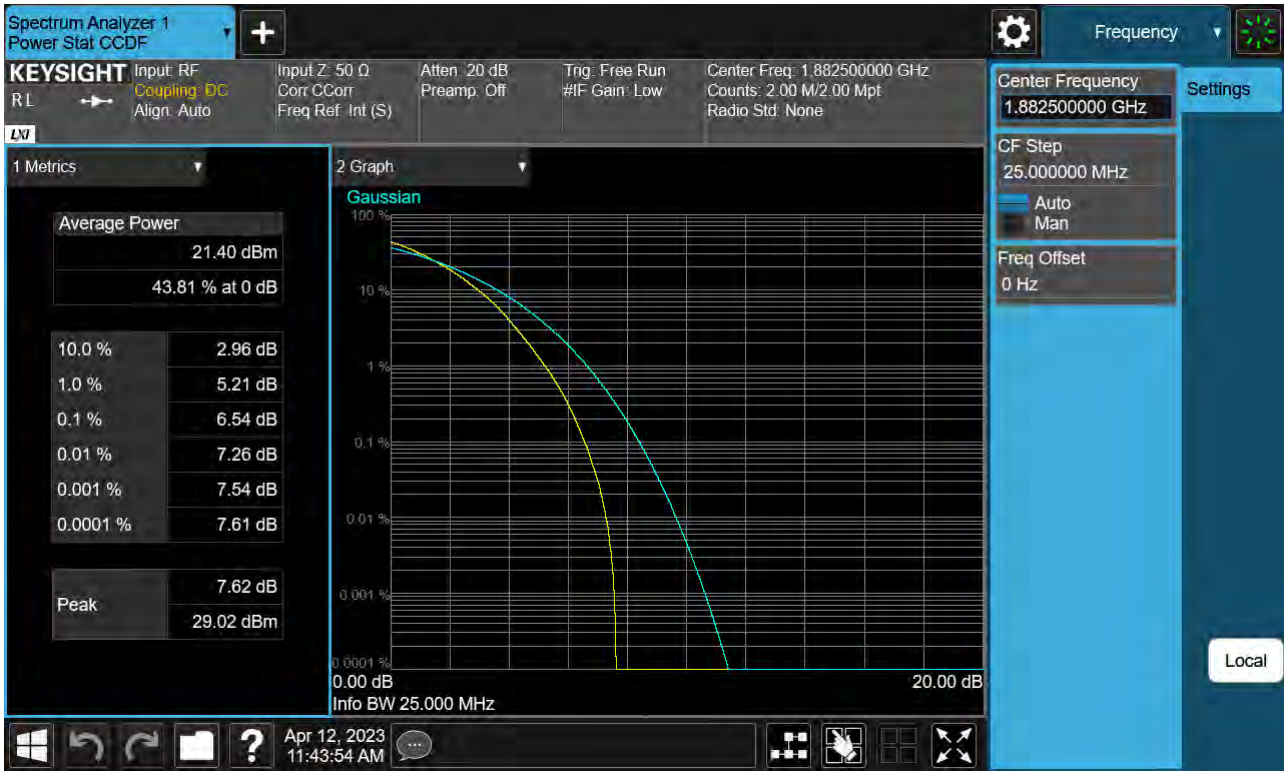 Spectrum Analyzer 1
Power Stat CCDF
+
Frequency
KEYSIGHT
RL
LXI
Input: RF
Coupling: DC
Align: Auto
Input Z: 50 Ω
Corr CCorr
Freq Ref: Int (S)
Atten: 20 dB
Preamp: Off
Trig: Free Run
#IF Gain: Low
Center Freq: 1.882500000 GHz
Counts: 2.00 M/2.00 Mpt
Radio Std: None
1 Metrics
Average Power
21.40 dBm
43.81 % at 0 dB
10.0 % 2.96 dB
1.0 % 5.21 dB
0.1 % 6.54 dB
0.01 % 7.26 dB
0.001 % 7.54 dB
0.0001 % 7.61 dB
Peak
7.62 dB
29.02 dBm
2 Graph
Gaussian
100 %
10 %
1 %
0.1 %
0.01 %
0.001 %
0.0001 %
0.00 dB 20.00 dB
Info BW 25.000 MHz
Center Frequency
1.882500000 GHz
CF Step
25.000000 MHz
Auto
Man
Freq Offset
0 Hz
Settings
Local
?
Apr 12, 2023
11:43:54 AM